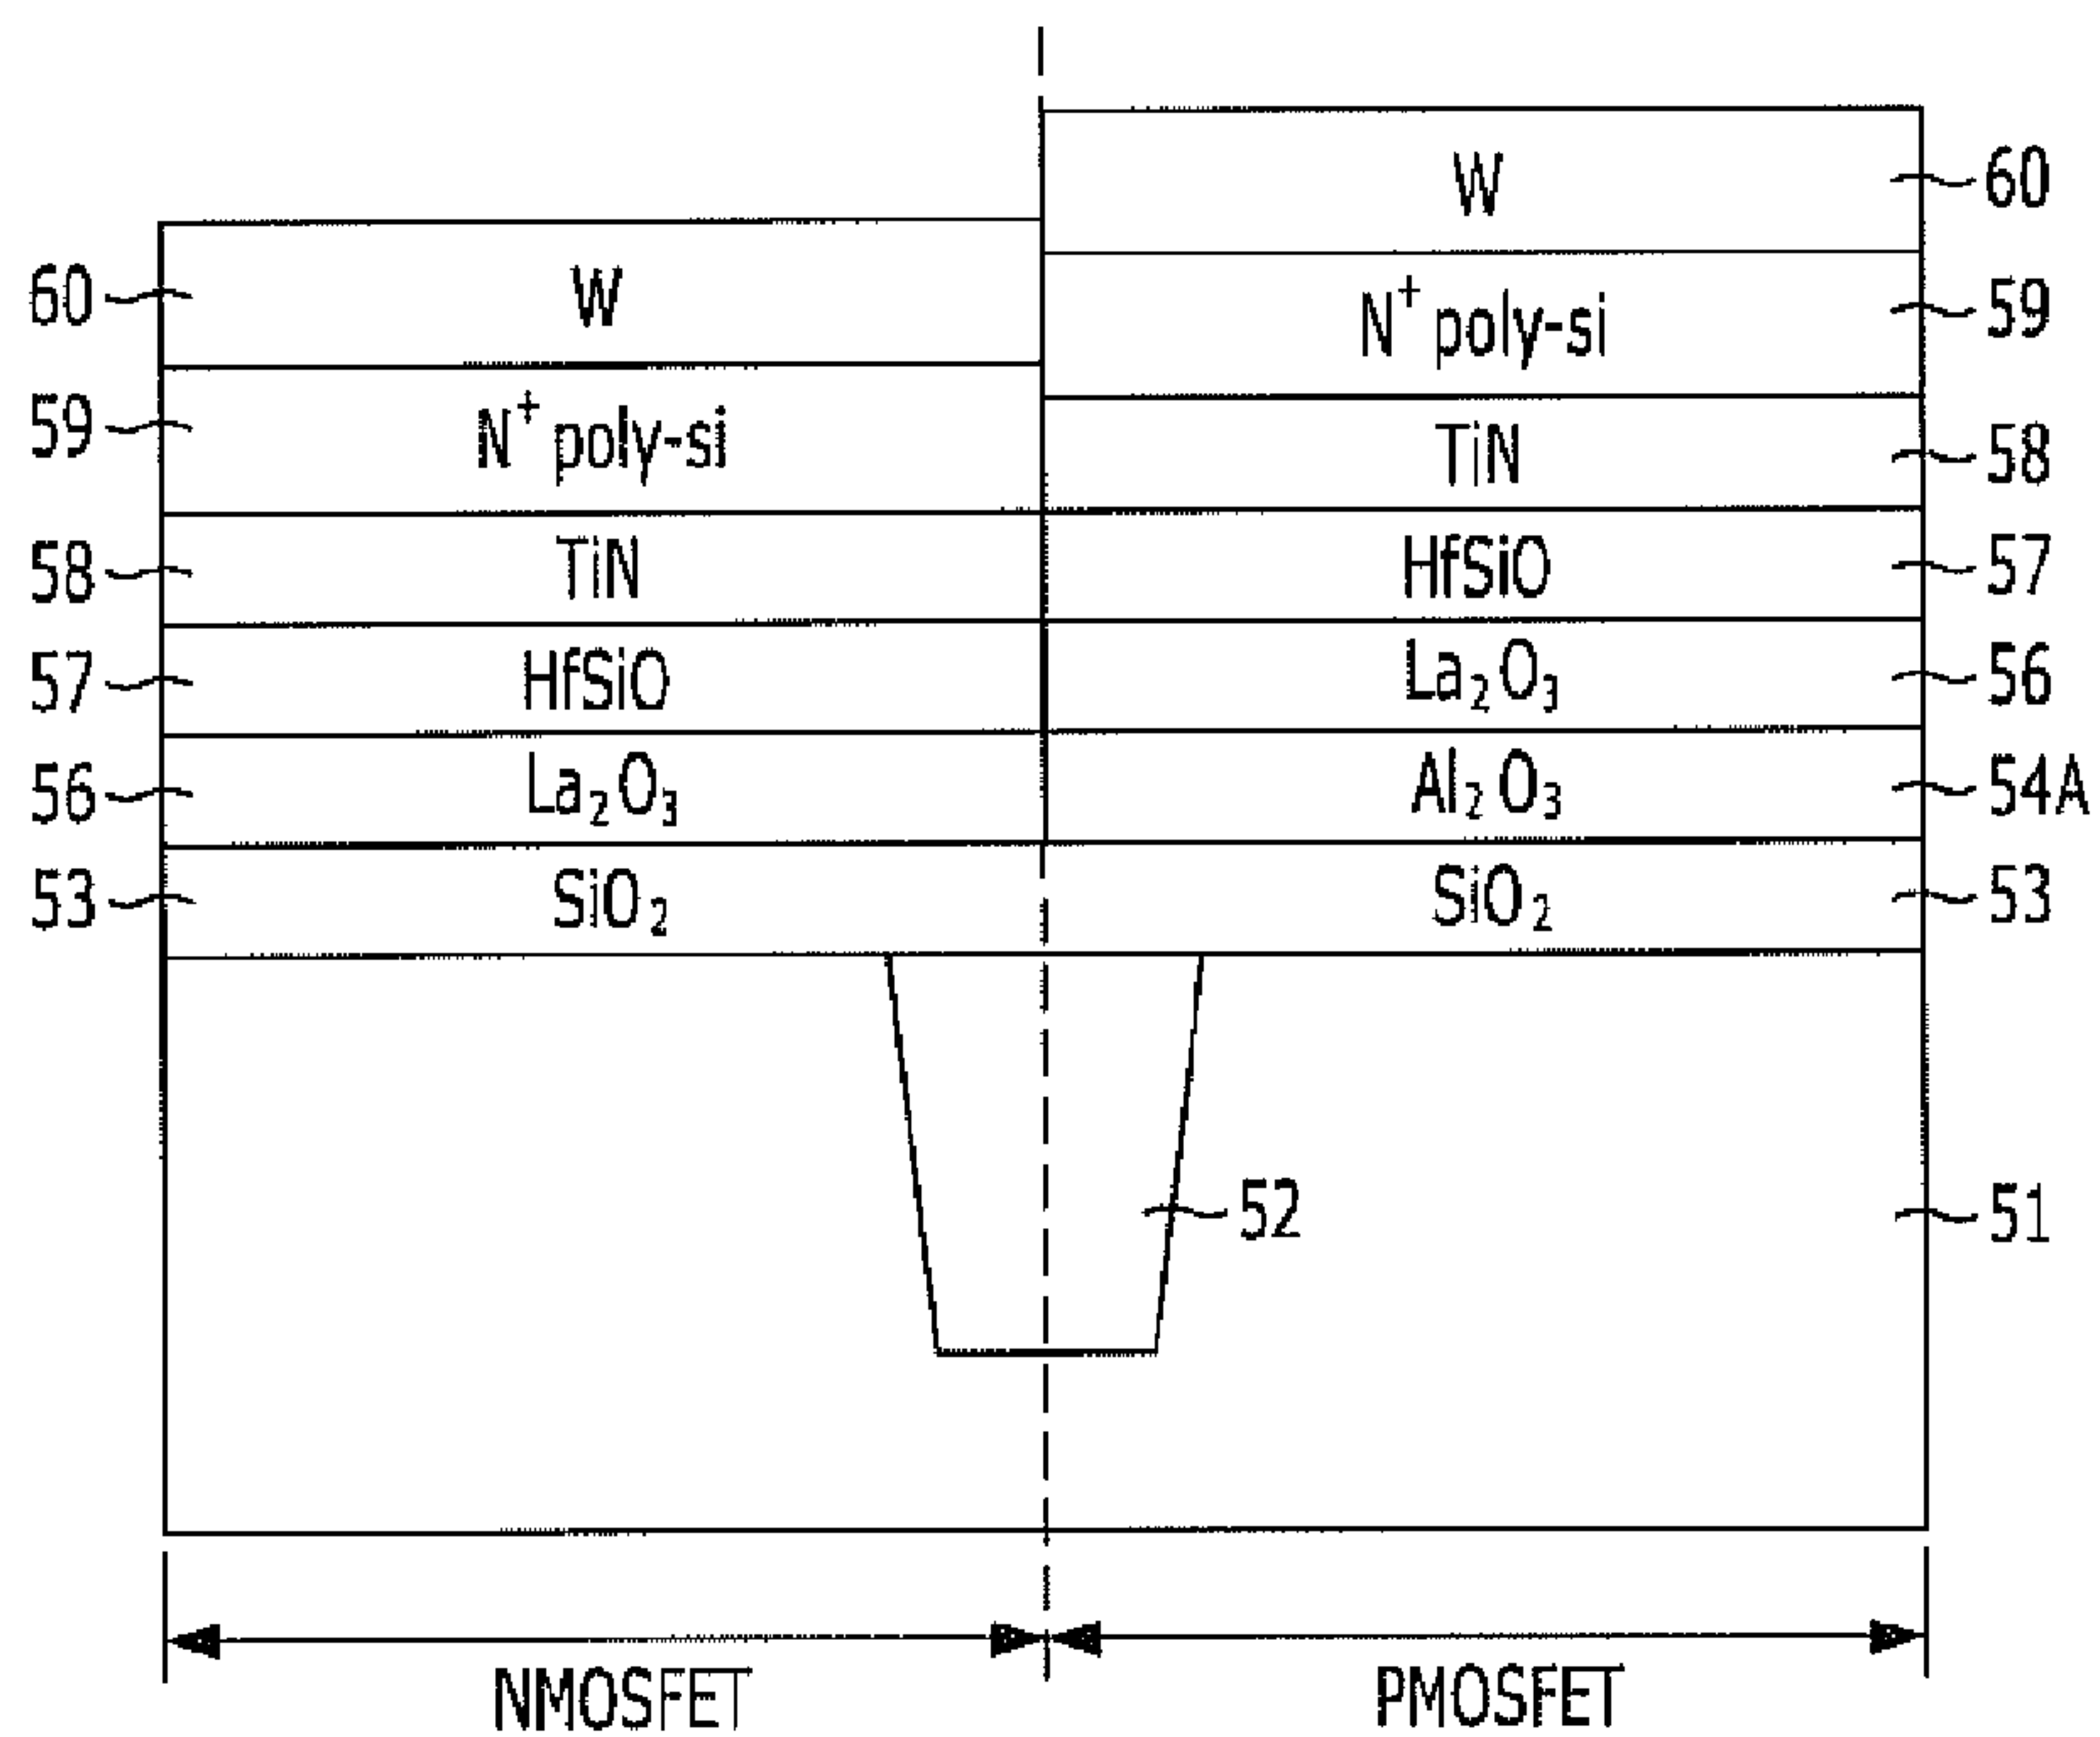 W 60
60 W
N⁺ poly-si 59
59 N⁺ poly-si
TiN 58
58 TiN
HfSiO 57
57 HfSiO
La₂O₃ 56
56 La₂O₃
Al₂O₃ 54A
53 SiO₂
SiO₂ 53
52
51
NMOSFET
PMOSFET